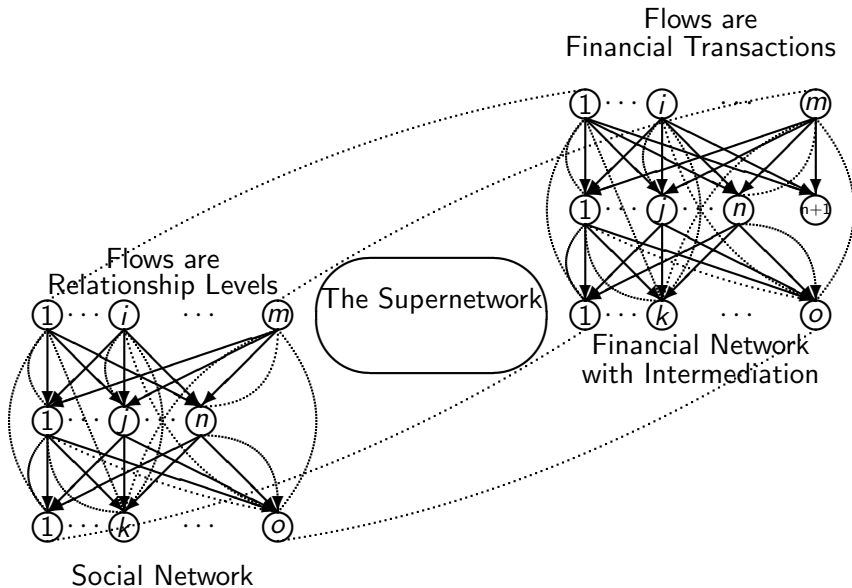 Flows are
Financial Transactions
1 ··· i ··· m
1 ··· j ··· n n+1
1 ··· k ··· o
Financial Network
with Intermediation
The Supernetwork
Flows are
Relationship Levels
1 ··· i ··· m
1 ··· j ··· n
1 ··· k ··· o
Social Network